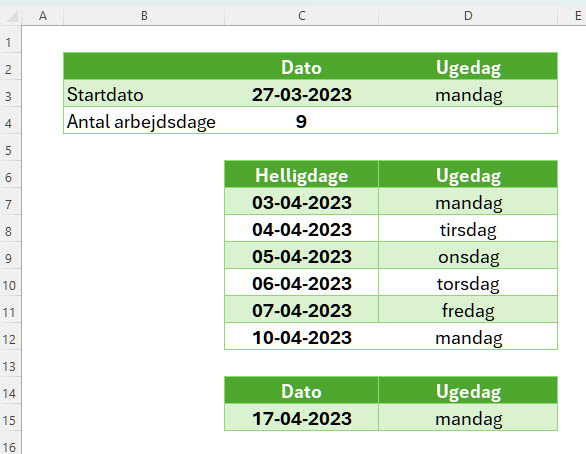 A B C D E
1
2 Dato Ugedag
3 Startdato 27-03-2023 mandag
4 Antal arbejdsdage 9
5
6 Helligdage Ugedag
7 03-04-2023 mandag
8 04-04-2023 tirsdag
9 05-04-2023 onsdag
10 06-04-2023 torsdag
11 07-04-2023 fredag
12 10-04-2023 mandag
13
14 Dato Ugedag
15 17-04-2023 mandag
16